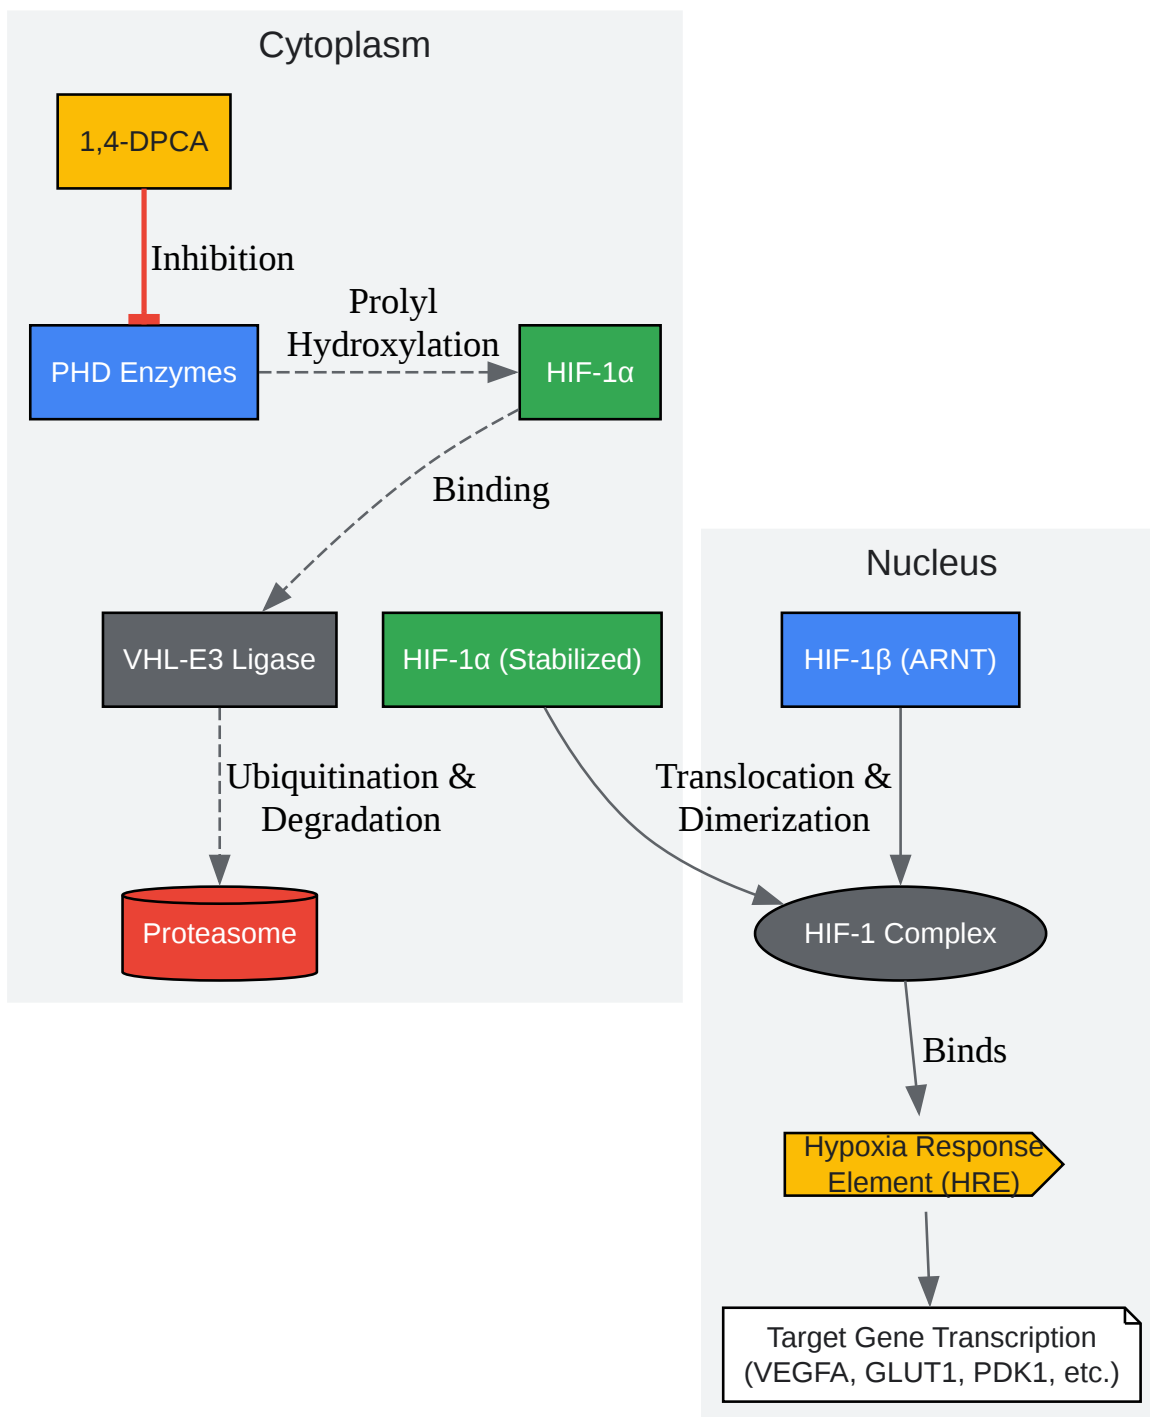 Cytoplasm
1,4-DPCA
Inhibition
Prolyl
Hydroxylation
PHD Enzymes
HIF-1α
Binding
Nucleus
VHL-E3 Ligase
HIF-1α (Stabilized)
HIF-1β (ARNT)
Ubiquitination &
Degradation
Translocation &
Dimerization
Proteasome
HIF-1 Complex
Binds
Hypoxia Response
Element (HRE)
Target Gene Transcription
(VEGFA, GLUT1, PDK1, etc.)